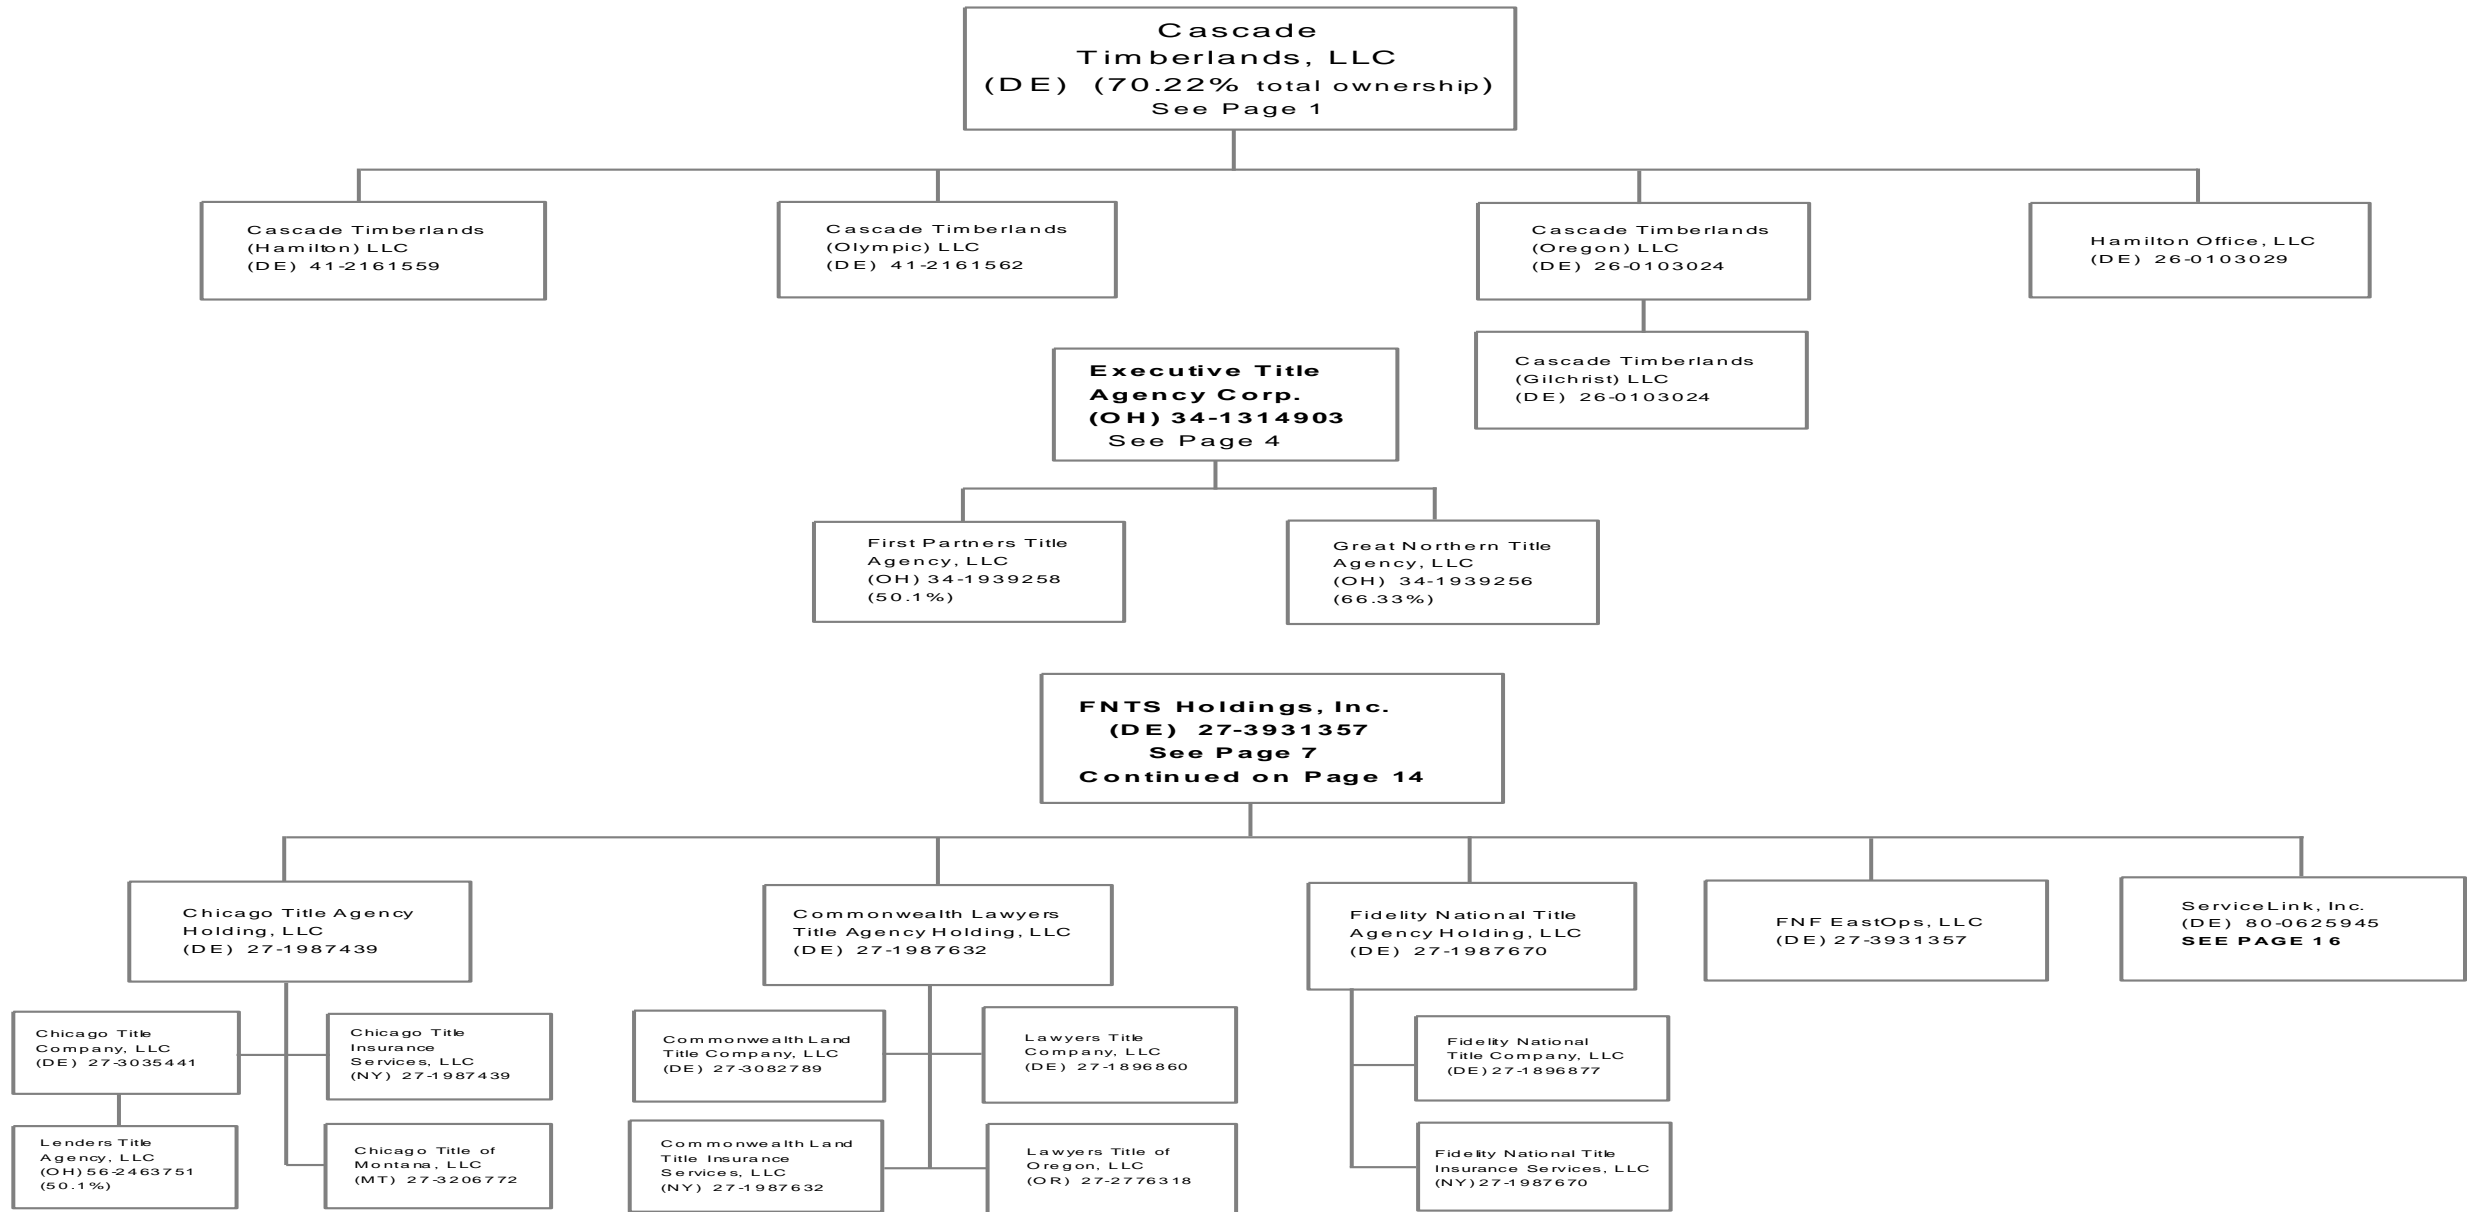 Cascade
Timberlands, LLC
(DE) (70.22% total ownership)
See Page 1
Cascade Timberlands
(Hamilton) LLC
(DE) 41-2161559
Cascade Timberlands
(Olympic) LLC
(DE) 41-2161562
Cascade Timberlands
(Oregon) LLC
(DE) 26-0103024
Hamilton Office, LLC
(DE) 26-0103029
Cascade Timberlands
(Gilchrist) LLC
(DE) 26-0103024
Executive Title
Agency Corp.
(OH) 34-1314903
See Page 4
First Partners Title
Agency, LLC
(OH) 34-1939258
(50.1%)
Great Northern Title
Agency, LLC
(OH) 34-1939256
(66.33%)
FNTS Holdings, Inc.
(DE) 27-3931357
See Page 7
Continued on Page 14
Chicago Title Agency
Holding, LLC
(DE) 27-1987439
Commonwealth Lawyers
Title Agency Holding, LLC
(DE) 27-1987632
Fidelity National Title
Agency Holding, LLC
(DE) 27-1987670
FNF EastOps, LLC
(DE) 27-3931357
ServiceLink, Inc.
(DE) 80-0625945
SEE PAGE 16
Chicago Title
Company, LLC
(DE) 27-3035441
Chicago Title
Insurance
Services, LLC
(NY) 27-1987439
Commonwealth Land
Title Company, LLC
(DE) 27-3082789
Lawyers Title
Company, LLC
(DE) 27-1896860
Fidelity National
Title Company, LLC
(DE) 27-1896877
Lenders Title
Agency, LLC
(OH) 56-2463751
(50.1%)
Chicago Title of
Montana, LLC
(MT) 27-3206772
Commonwealth Land
Title Insurance
Services, LLC
(NY) 27-1987632
Lawyers Title of
Oregon, LLC
(OR) 27-2776318
Fidelity National Title
Insurance Services, LLC
(NY) 27-1987670